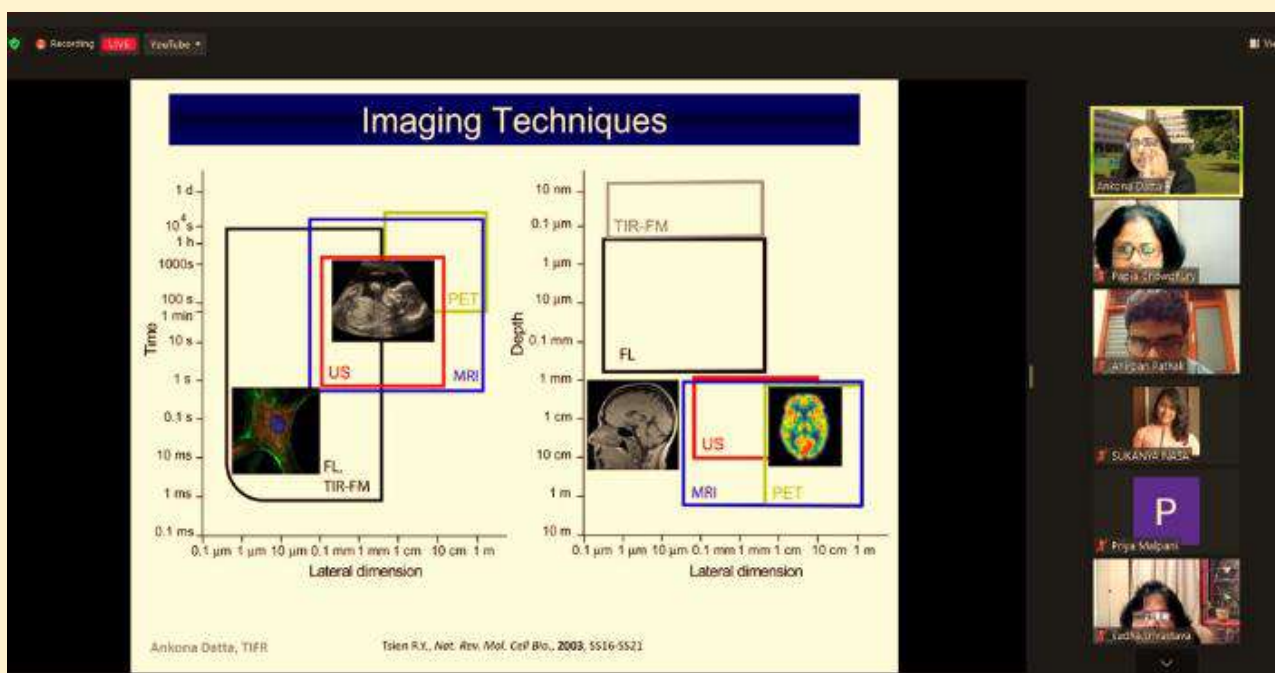 Recording LIVE YouTube
Imaging Techniques
1 d
10⁴ s
1 h
1000s
100 s
1 min
10 s
1 s
0.1 s
10 ms
1 ms
0.1 ms
Time
PET
US
MRI
FL,
TIR-FM
0.1 µm 1 µm 10 µm 0.1 mm 1 mm 1 cm 10 cm 1 m
Lateral dimension
10 nm
0.1 µm
1 µm
10 µm
0.1 mm
1 mm
1 cm
10 cm
1 m
10 m
Depth
TIR-FM
FL
US
MRI
PET
0.1 µm 1 µm 10 µm 0.1 mm 1 mm 1 cm 10 cm 1 m
Lateral dimension
Ankona Datta, TIFR
Tsien R.Y., Nat. Rev. Mol. Cell Bio., 2003, SS16-SS21
Ankona Datta
Papia Chowdhury
Anirban Pathak
SUKANYA
P
Priya Malpani